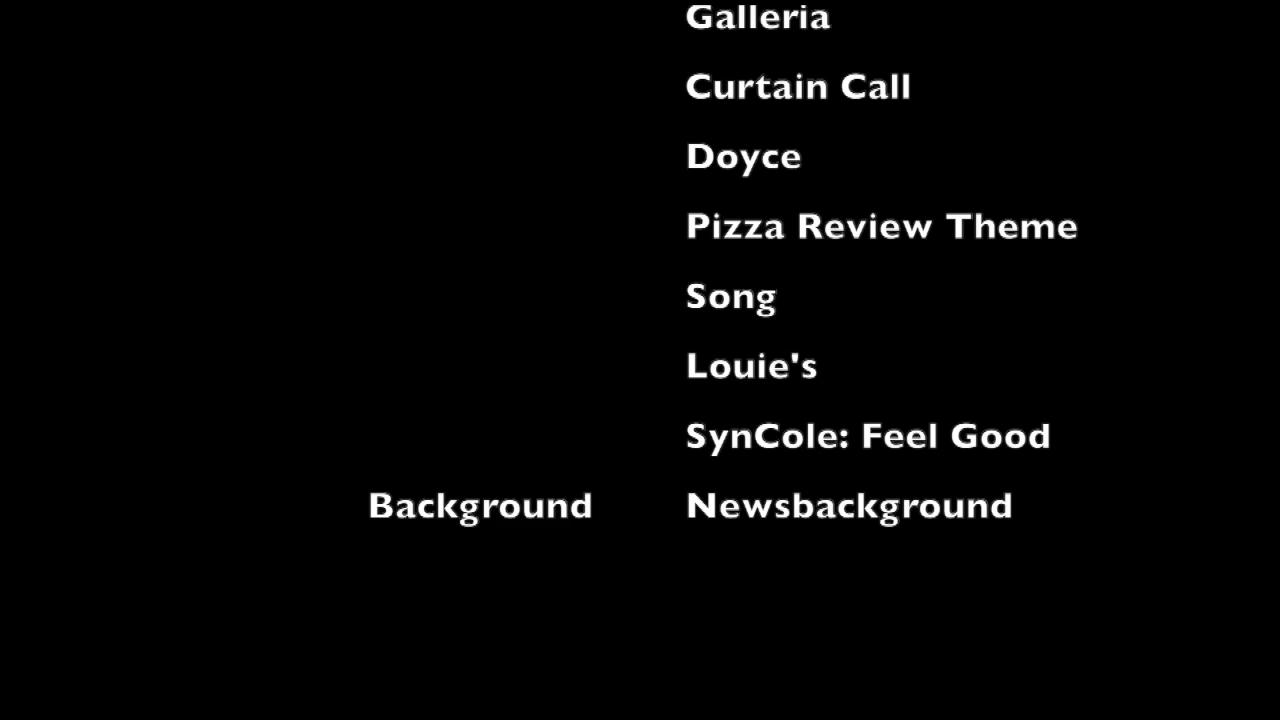 Galleria
Curtain Call
Doyce
Pizza Review Theme
Song
Louie's
SynCole: Feel Good
Background Newsbackground